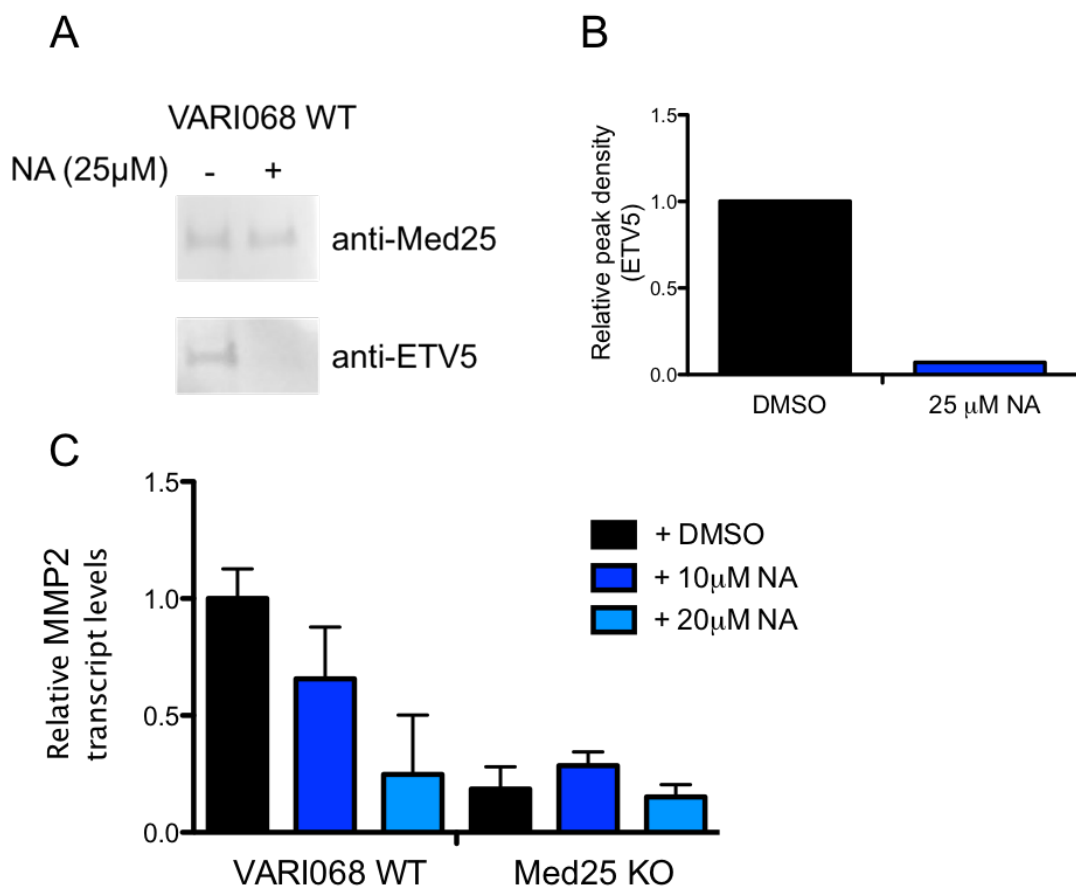 A
VARI068 WT
NA (25µM) - +
anti-Med25
anti-ETV5
B
Relative peak density
(ETV5)
1.5
1.0
0.5
0.0
DMSO 25 µM NA
C
Relative MMP2
transcript levels
1.5
1.0
0.5
0.0
+ DMSO
+ 10µM NA
+ 20µM NA
VARI068 WT Med25 KO